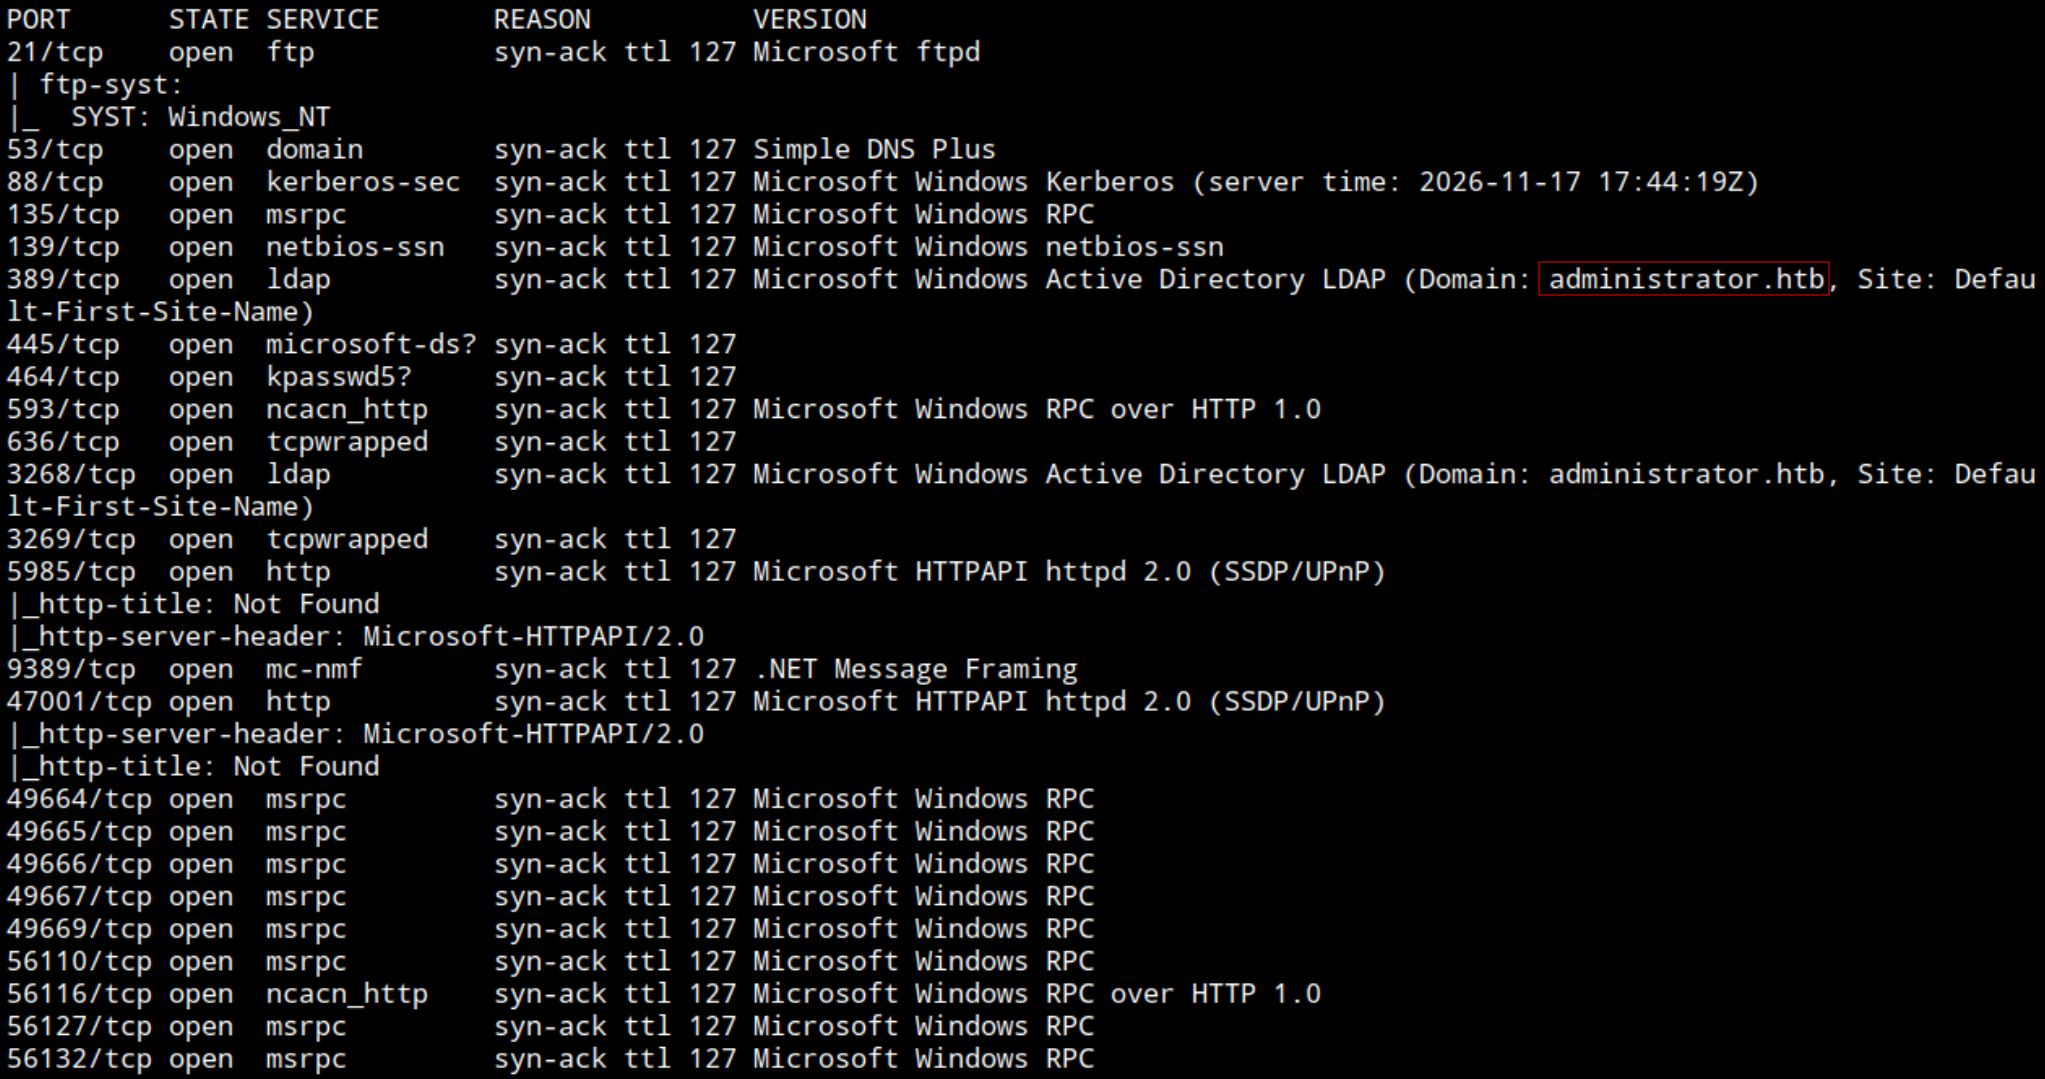 PORT      STATE SERVICE       REASON          VERSION
21/tcp    open  ftp           syn-ack ttl 127 Microsoft ftpd
| ftp-syst:
|_  SYST: Windows_NT
53/tcp    open  domain        syn-ack ttl 127 Simple DNS Plus
88/tcp    open  kerberos-sec  syn-ack ttl 127 Microsoft Windows Kerberos (server time: 2026-11-17 17:44:19Z)
135/tcp   open  msrpc         syn-ack ttl 127 Microsoft Windows RPC
139/tcp   open  netbios-ssn   syn-ack ttl 127 Microsoft Windows netbios-ssn
389/tcp   open  ldap          syn-ack ttl 127 Microsoft Windows Active Directory LDAP (Domain: administrator.htb, Site: Defau
lt-First-Site-Name)
445/tcp   open  microsoft-ds? syn-ack ttl 127
464/tcp   open  kpasswd5?     syn-ack ttl 127
593/tcp   open  ncacn_http    syn-ack ttl 127 Microsoft Windows RPC over HTTP 1.0
636/tcp   open  tcpwrapped    syn-ack ttl 127
3268/tcp  open  ldap          syn-ack ttl 127 Microsoft Windows Active Directory LDAP (Domain: administrator.htb, Site: Defau
lt-First-Site-Name)
3269/tcp  open  tcpwrapped    syn-ack ttl 127
5985/tcp  open  http          syn-ack ttl 127 Microsoft HTTPAPI httpd 2.0 (SSDP/UPnP)
|_http-title: Not Found
|_http-server-header: Microsoft-HTTPAPI/2.0
9389/tcp  open  mc-nmf        syn-ack ttl 127 .NET Message Framing
47001/tcp open  http          syn-ack ttl 127 Microsoft HTTPAPI httpd 2.0 (SSDP/UPnP)
|_http-server-header: Microsoft-HTTPAPI/2.0
|_http-title: Not Found
49664/tcp open  msrpc         syn-ack ttl 127 Microsoft Windows RPC
49665/tcp open  msrpc         syn-ack ttl 127 Microsoft Windows RPC
49666/tcp open  msrpc         syn-ack ttl 127 Microsoft Windows RPC
49667/tcp open  msrpc         syn-ack ttl 127 Microsoft Windows RPC
49669/tcp open  msrpc         syn-ack ttl 127 Microsoft Windows RPC
56110/tcp open  msrpc         syn-ack ttl 127 Microsoft Windows RPC
56116/tcp open  ncacn_http    syn-ack ttl 127 Microsoft Windows RPC over HTTP 1.0
56127/tcp open  msrpc         syn-ack ttl 127 Microsoft Windows RPC
56132/tcp open  msrpc         syn-ack ttl 127 Microsoft Windows RPC